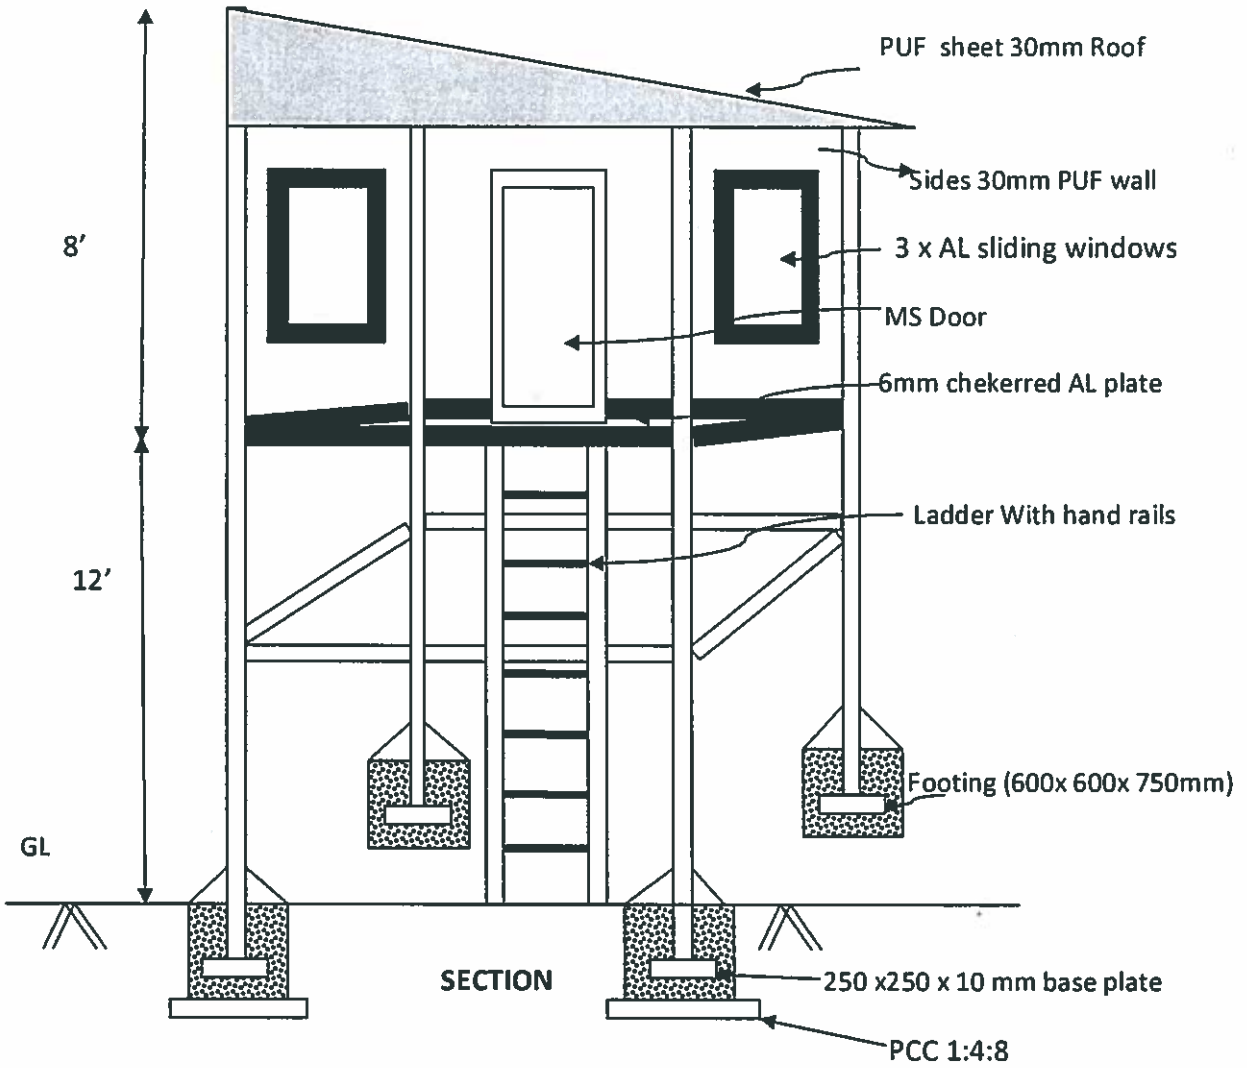 PUF sheet 30mm Roof
Sides 30mm PUF wall
8’
3 x AL sliding windows
MS Door
6mm chekerred AL plate
Ladder With hand rails
12’
Footing (600x 600x 750mm)
GL
SECTION
250 x250 x 10 mm base plate
PCC 1:4:8